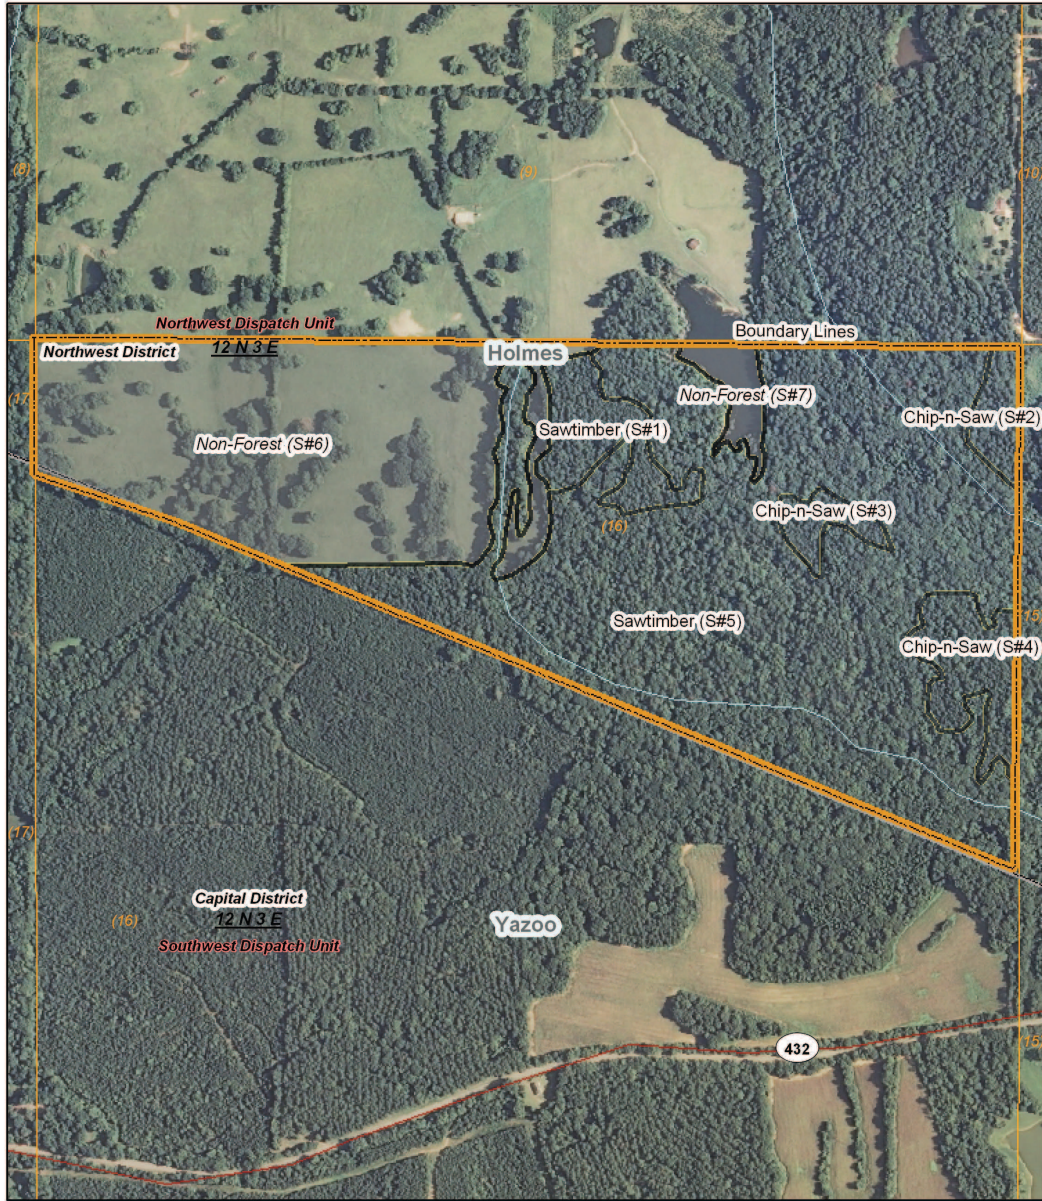 (8)
(9)
(10)
Northwest Dispatch Unit
Boundary Lines
Northwest District
12 N 3 E
Holmes
(17)
Non-Forest (S#7)
Chip-n-Saw (S#2)
Sawtimber (S#1)
Non-Forest (S#6)
Chip-n-Saw (S#3)
(16)
(15
Sawtimber (S#5)
Chip-n-Saw (S#4)
(17)
Capital District
(16)
12 N 3 E
Yazoo
Southwest Dispatch Unit
(15
432